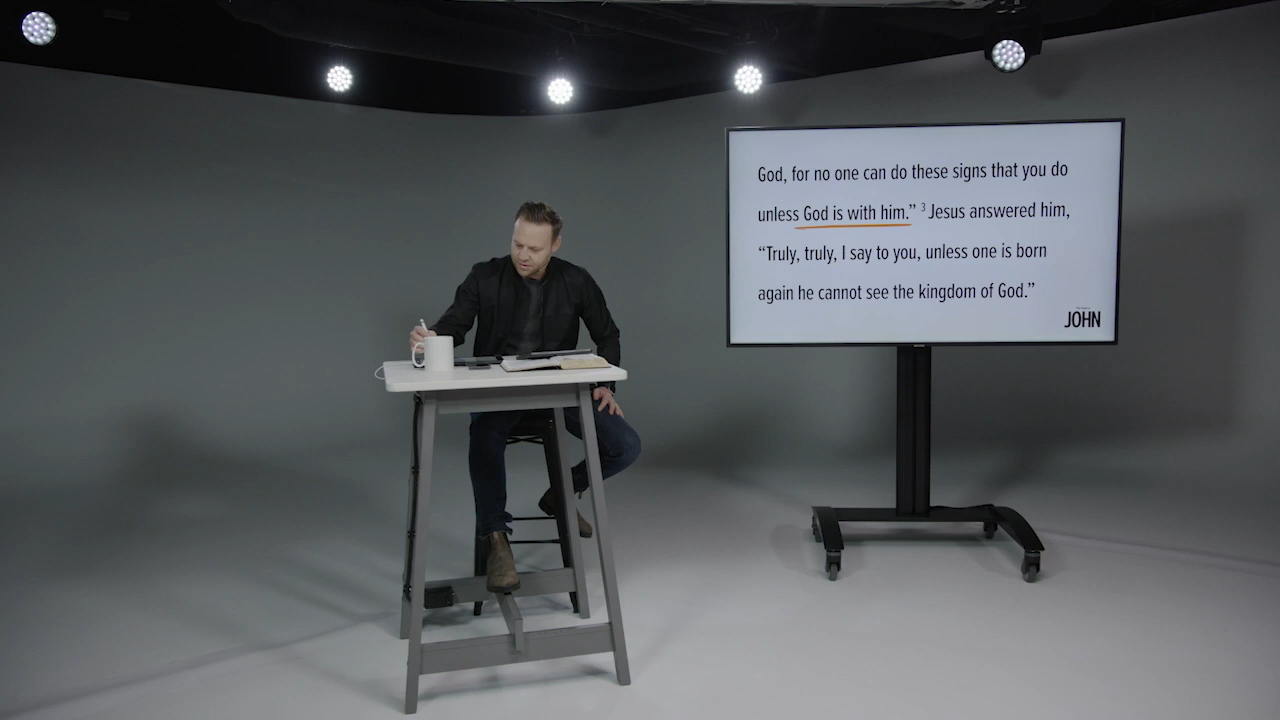 God, for no one can do these signs that you do
unless God is with him.” ³ Jesus answered him,
“Truly, truly, I say to you, unless one is born
again he cannot see the kingdom of God.”
JOHN